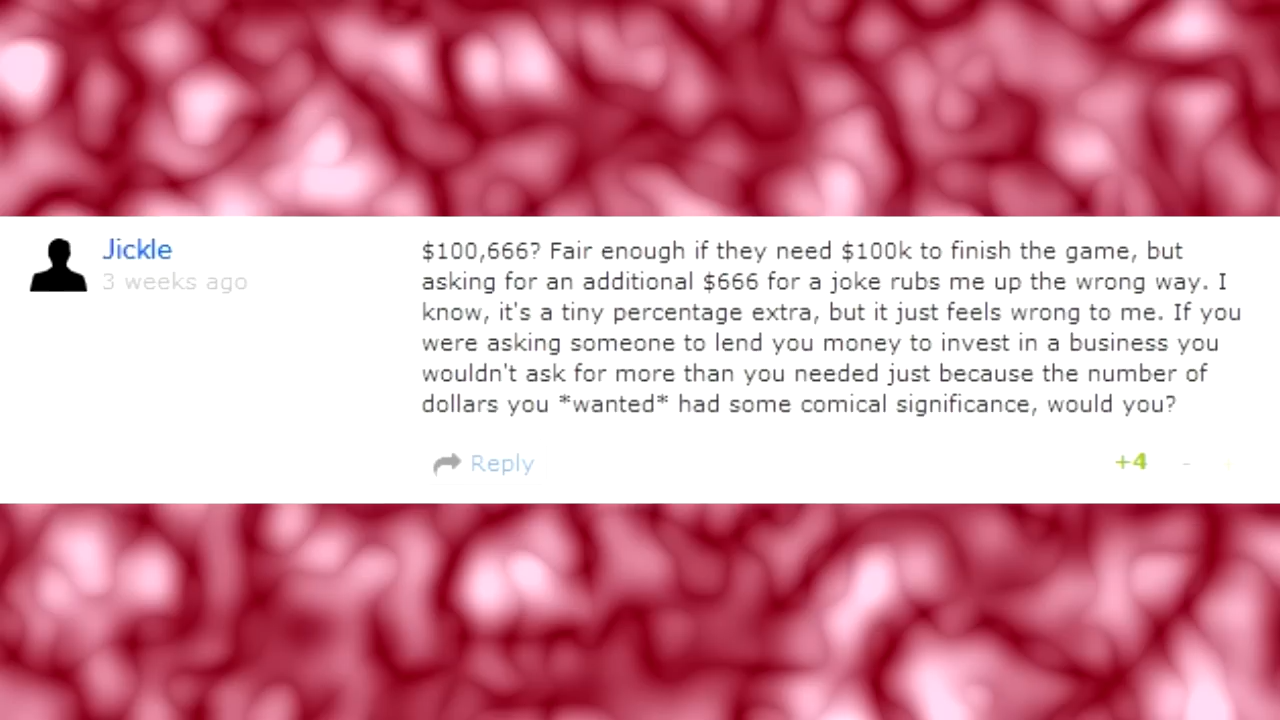 Jickle
3 weeks ago
$100,666? Fair enough if they need $100k to finish the game, but
asking for an additional $666 for a joke rubs me up the wrong way. I
know, it's a tiny percentage extra, but it just feels wrong to me. If you
were asking someone to lend you money to invest in a business you
wouldn't ask for more than you needed just because the number of
dollars you *wanted* had some comical significance, would you?
Reply
+4 -